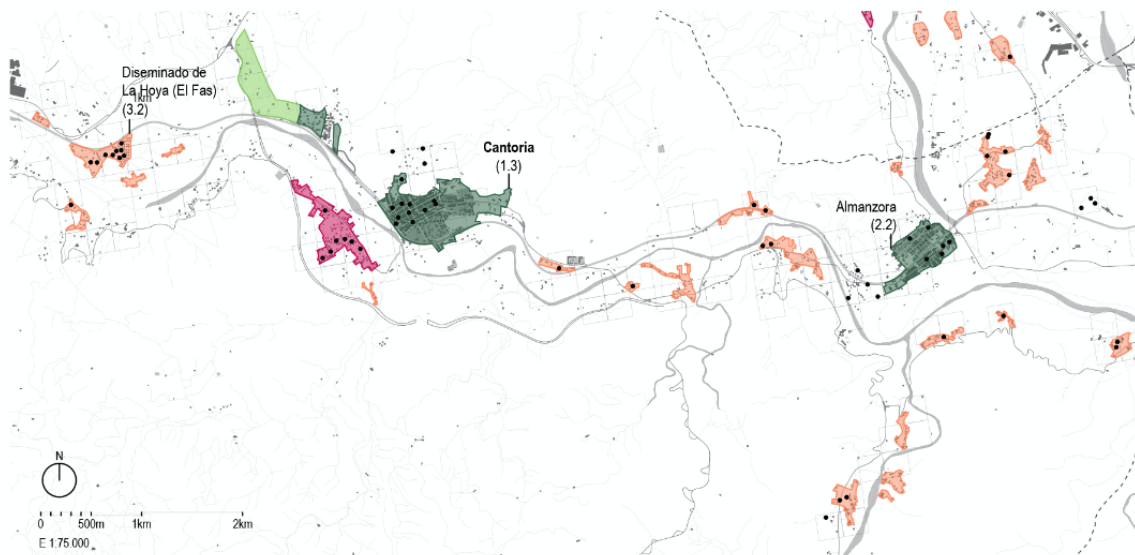 Diseminado de
La Hoya (El Fas)
1km
(3.2)
Cantoria
(1.3)
Almanzora
(2.2)
N
0 500m 1km 2km
E 1:75.000